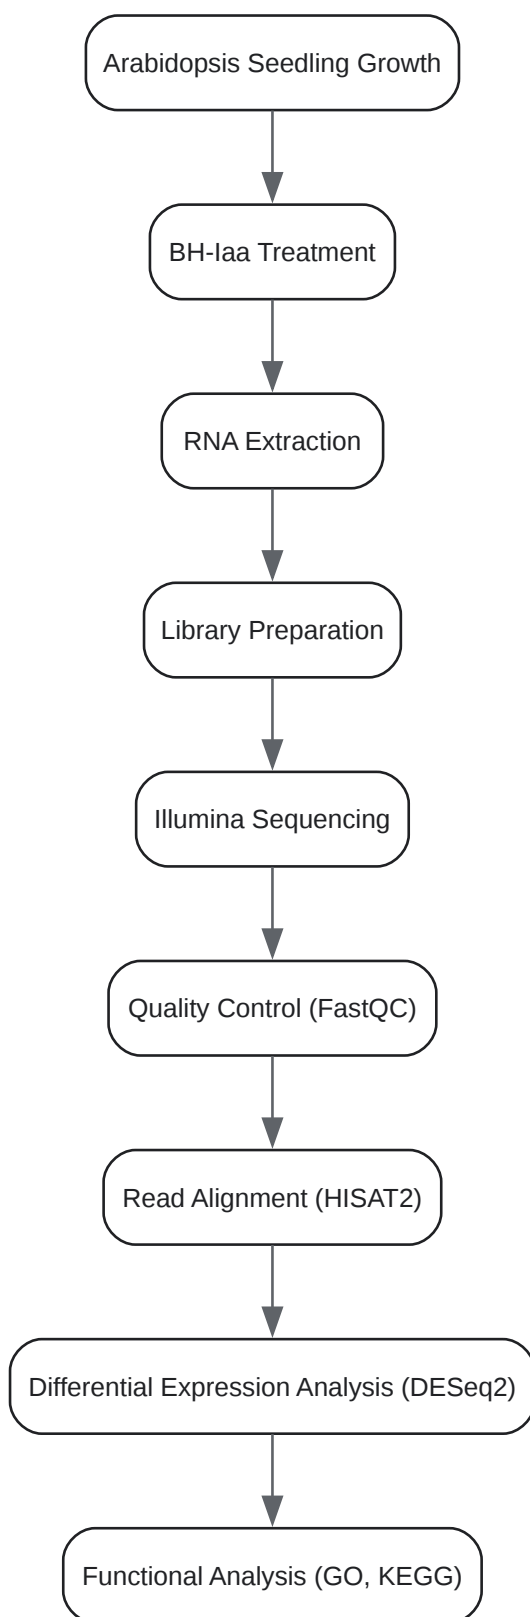 Arabidopsis Seedling Growth
BH-Iaa Treatment
RNA Extraction
Library Preparation
Illumina Sequencing
Quality Control (FastQC)
Read Alignment (HISAT2)
Differential Expression Analysis (DESeq2)
Functional Analysis (GO, KEGG)